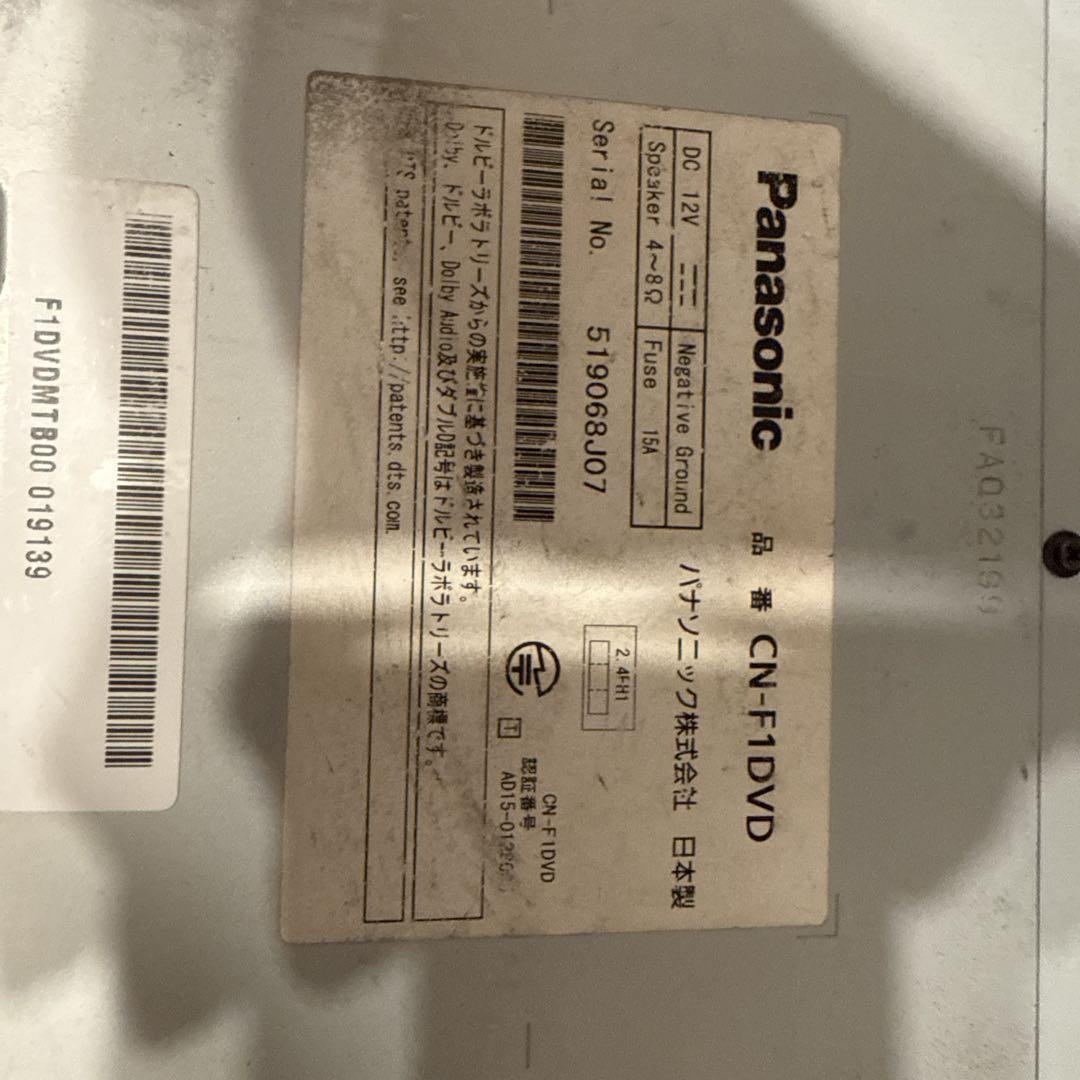 Panasonic 品 番 CN-F1DVD
DC 12V Negative Ground
Speaker 4~8Ω Fuse 15A
パナソニック株式会社 日本製
Serial No. 519068J07
2.4FH1
CN-F1DVD
認証番号
T
ドルビーラボラトリーズからの実施権に基づき製造されています。
Dolby、ドルビー、Dolby Audio及びダブルD記号はドルビーラボラトリーズの商標です。
see http://patents.dts.com.
F1DVDMTB00 019139
FAQ32199